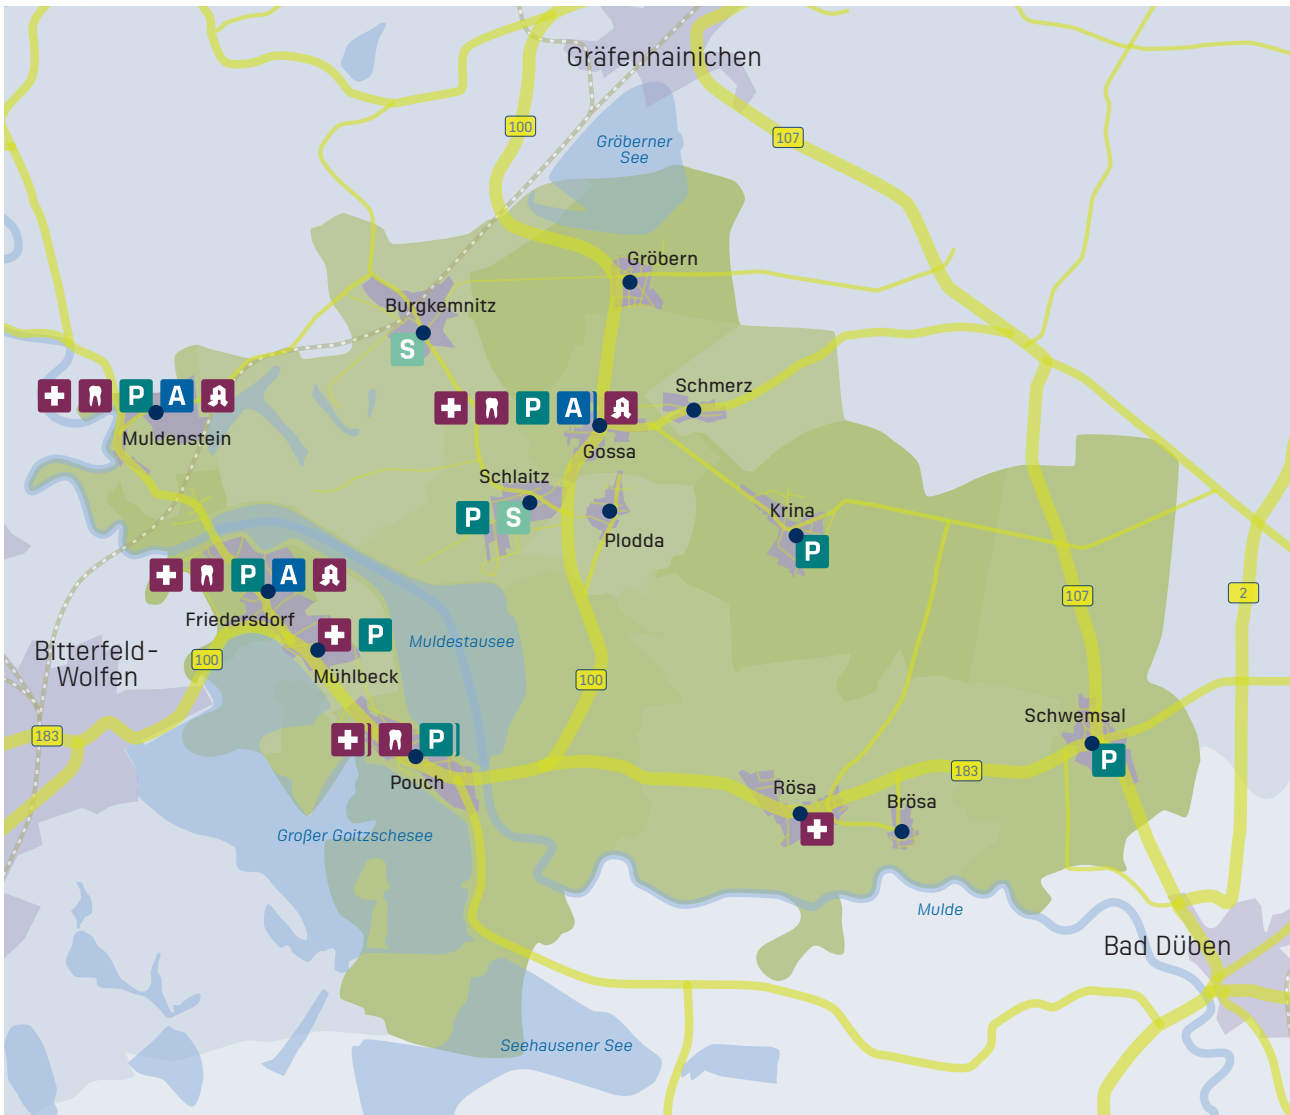 Gräfenhainichen
100
107
Gröberner
See
Gröbern
Burgkemnitz
S
Schmerz
P A
P A
Muldenstein
Gossa
Schlaitz
P S
Plodda
Krina
P
P A
Friedersdorf
107
2
P
Bitterfeld-
Wolfen
100
Muldestausee
Mühlbeck
100
183
Schwemsal
P
P
Pouch
183
Rösa
Brösa
Großer Goitzschesee
Mulde
Bad Düben
Seehausener See